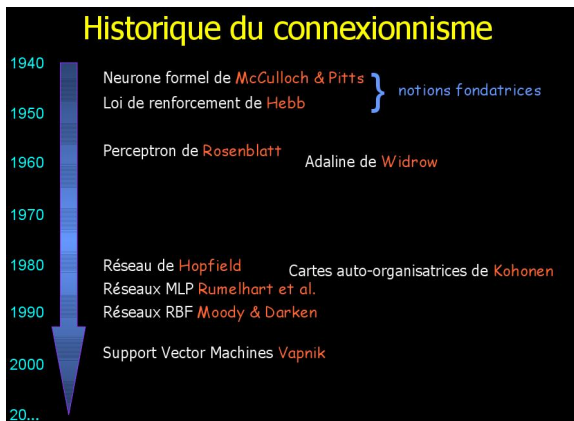 Historique du connexionnisme
1940
Neurone formel de McCulloch & Pitts
Loi de renforcement de Hebb
} notions fondatrices
1950
Perceptron de Rosenblatt
Adaline de Widrow
1960
1970
1980
Réseau de Hopfield
Cartes auto-organisatrices de Kohonen
Réseaux MLP Rumelhart et al.
1990
Réseaux RBF Moody & Darken
Support Vector Machines Vapnik
2000
20...